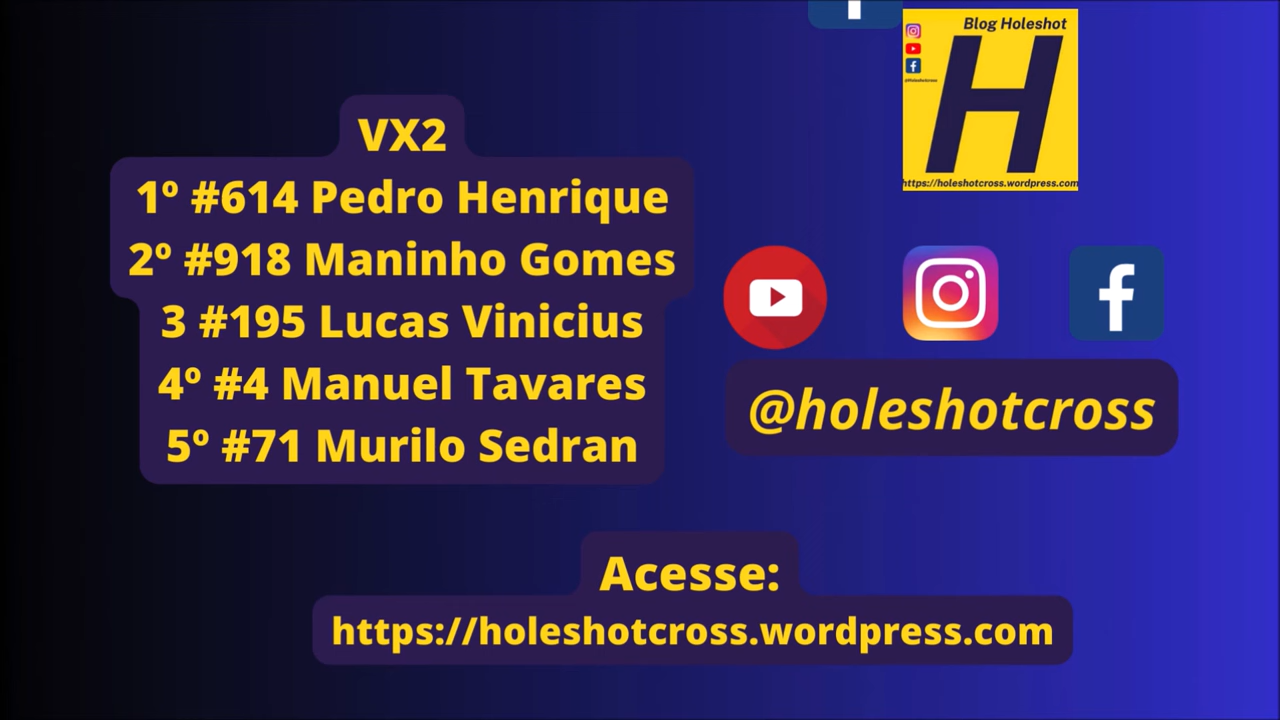 Blog Holeshot
H
https://holeshotcross.wordpress.com
VX2
1º #614 Pedro Henrique
2º #918 Maninho Gomes
3 #195 Lucas Vinicius
4º #4 Manuel Tavares
5º #71 Murilo Sedran
@holeshotcross
Acesse:
https://holeshotcross.wordpress.com